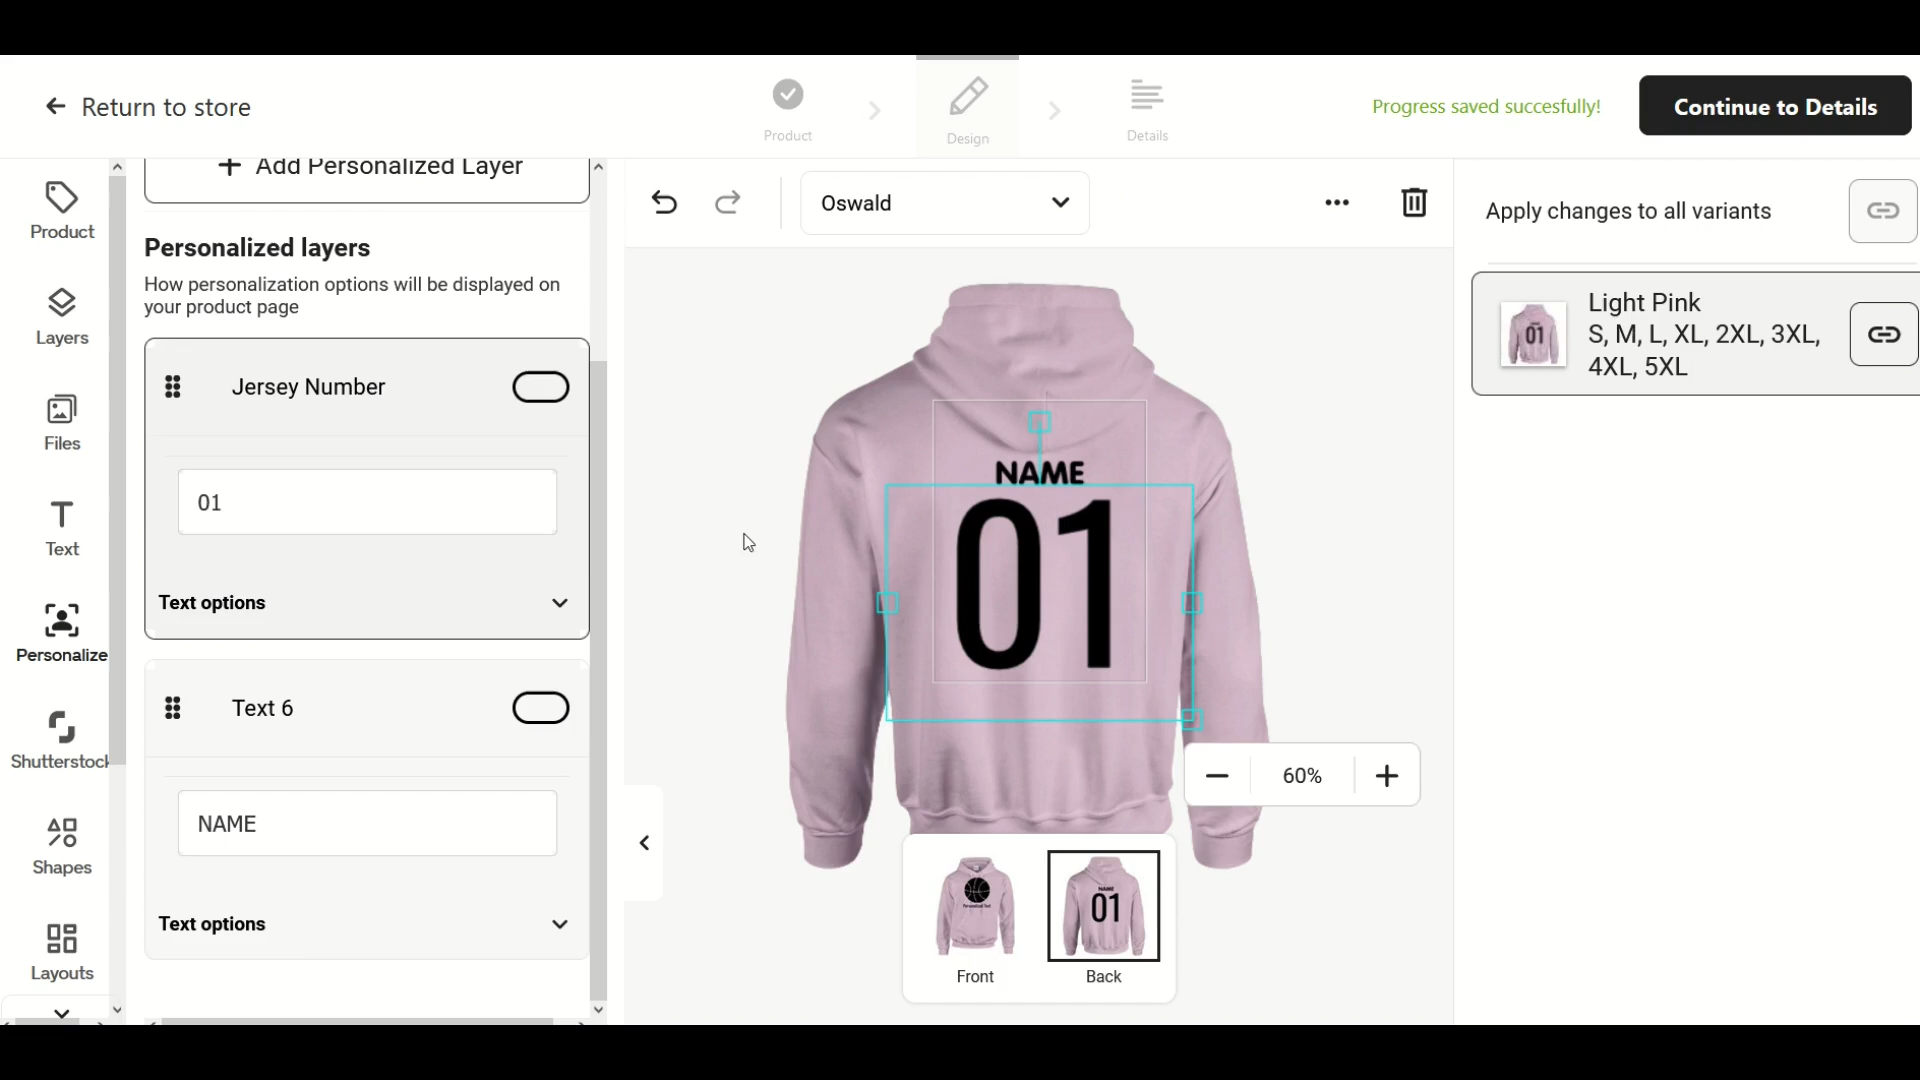 Return to store
Product
Design
Details
Progress saved succesfully!
Continue to Details
Product
Layers
Files
Text
Personalize
Shutterstock
Shapes
Layouts
+ Add Personalized Layer
Personalized layers
How personalization options will be displayed on
your product page
Jersey Number
01
Text options
Text 6
NAME
Text options
Oswald
NAME
01
60%
NAME
01
Front
Back
Apply changes to all variants
01
Light Pink
S, M, L, XL, 2XL, 3XL,
4XL, 5XL